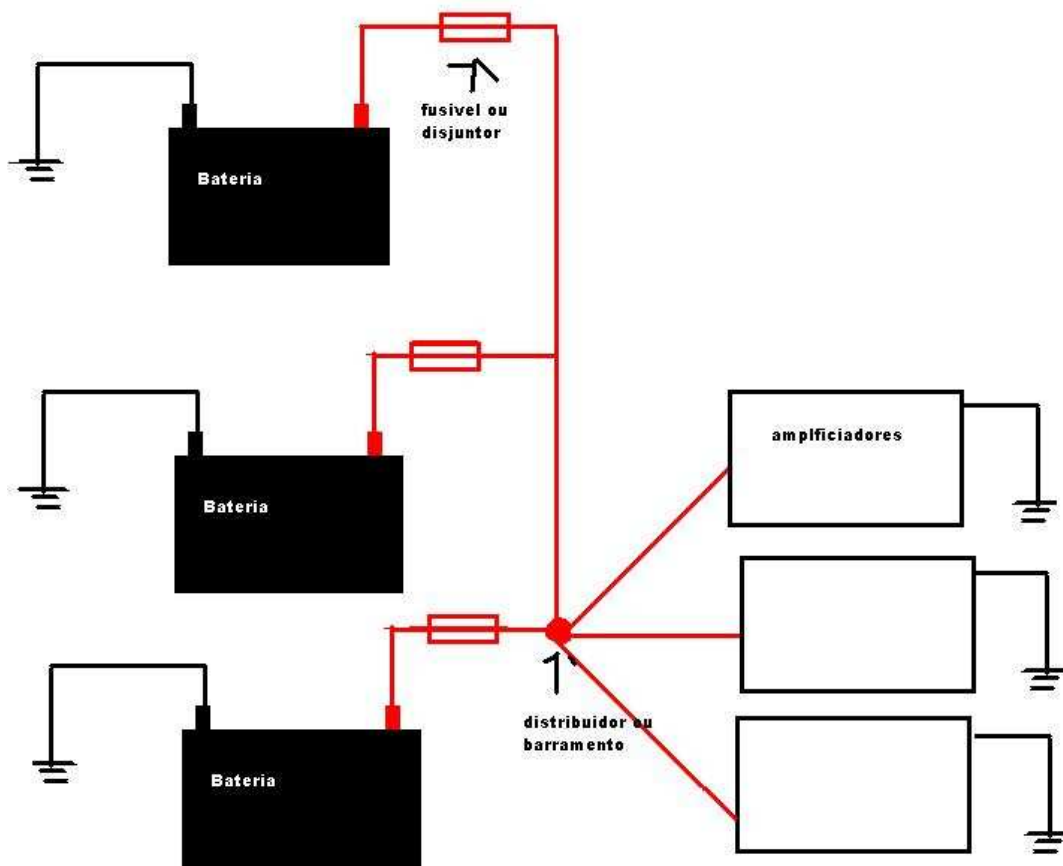 fusivel ou
disjuntor
Bateria
amplficiadores
Bateria
distribuidor ou
barramento
Bateria